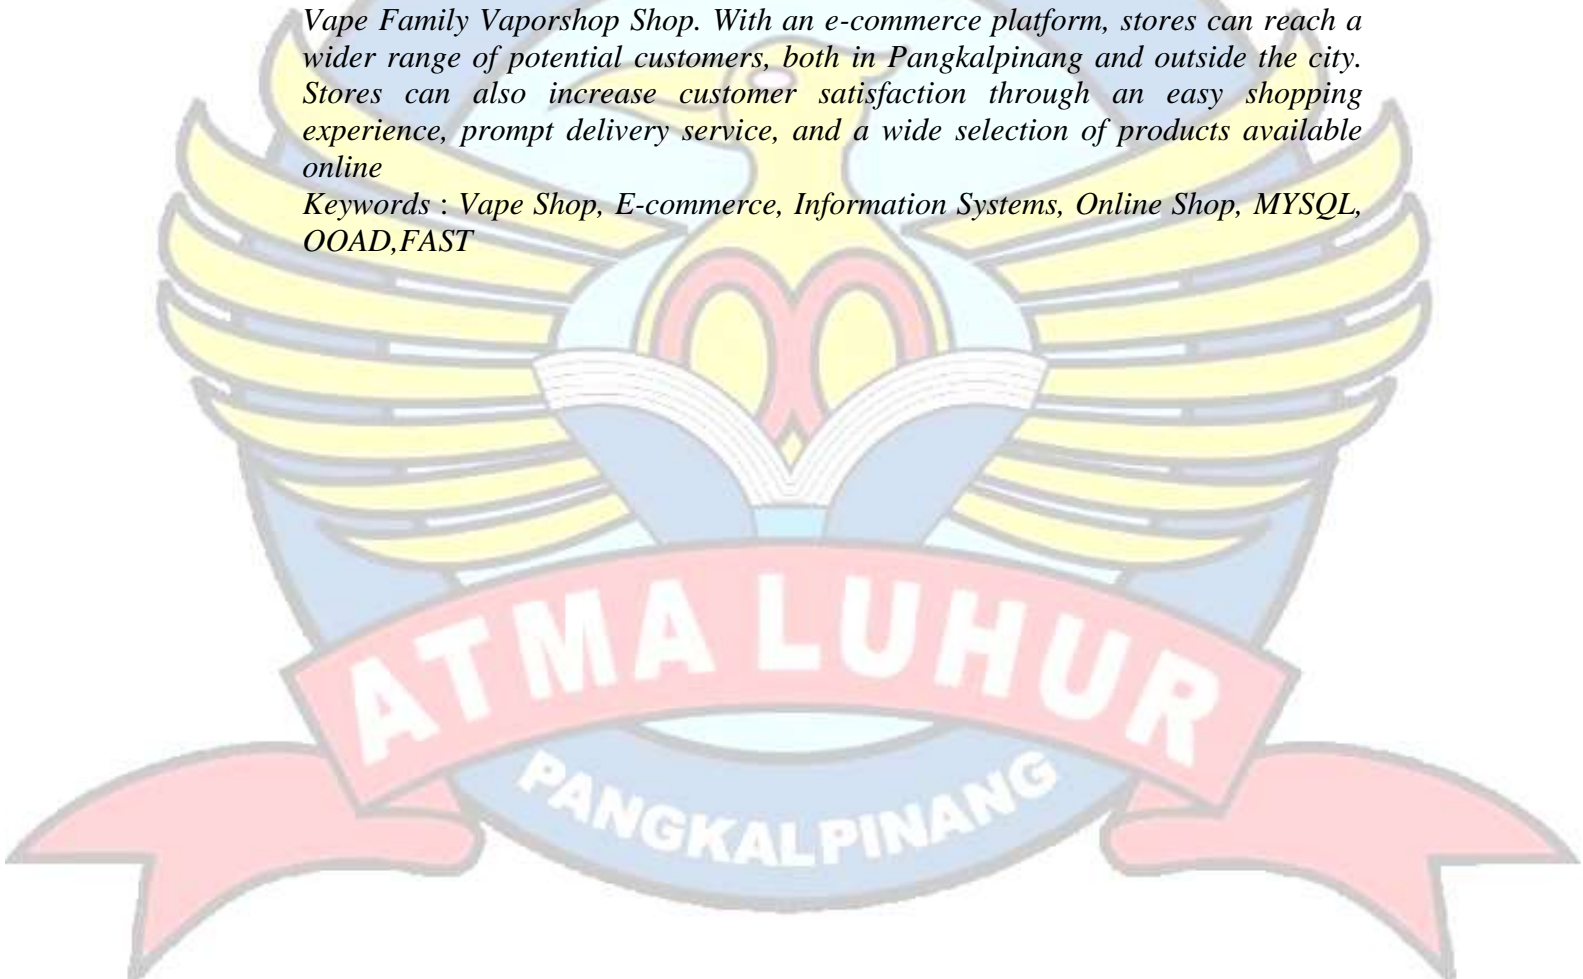 Vape Family Vaporshop Shop. With an e-commerce platform, stores can reach a
wider range of potential customers, both in Pangkalpinang and outside the city.
Stores can also increase customer satisfaction through an easy shopping
experience, prompt delivery service, and a wide selection of products available
online
Keywords : Vape Shop, E-commerce, Information Systems, Online Shop, MYSQL,
OOAD,FAST
ATMA LUHUR
PANGKALPINANG